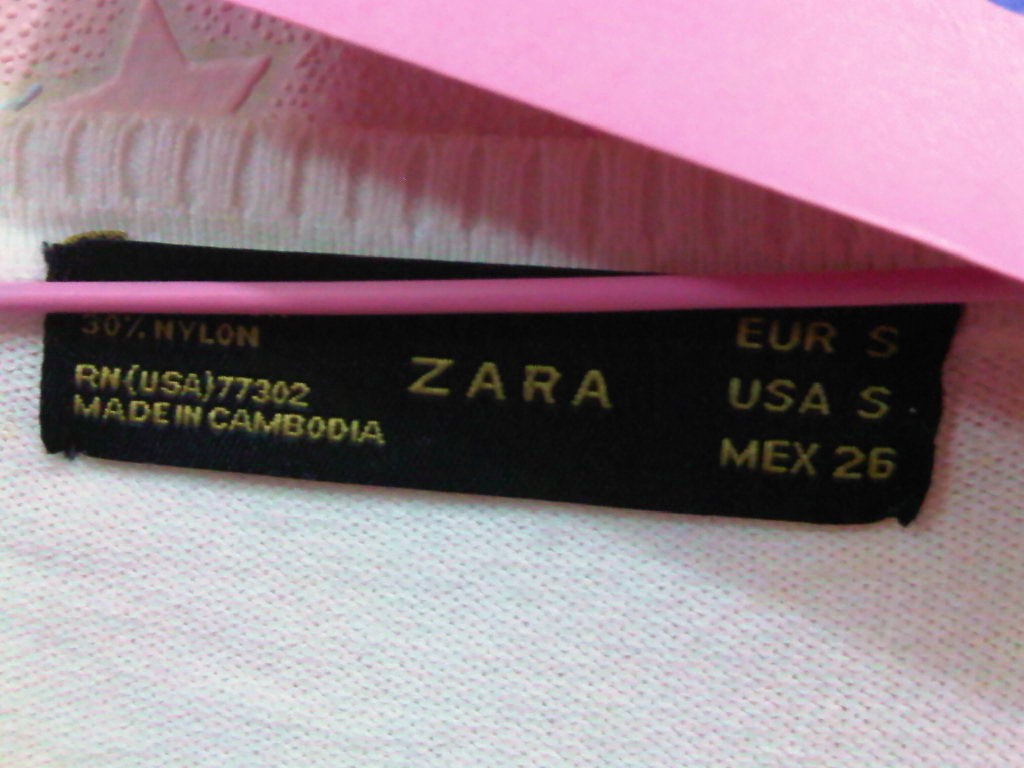 30% NYLON
RN(USA)77302
MADE IN CAMBODIA
ZARA
EUR S
USA S
MEX 26